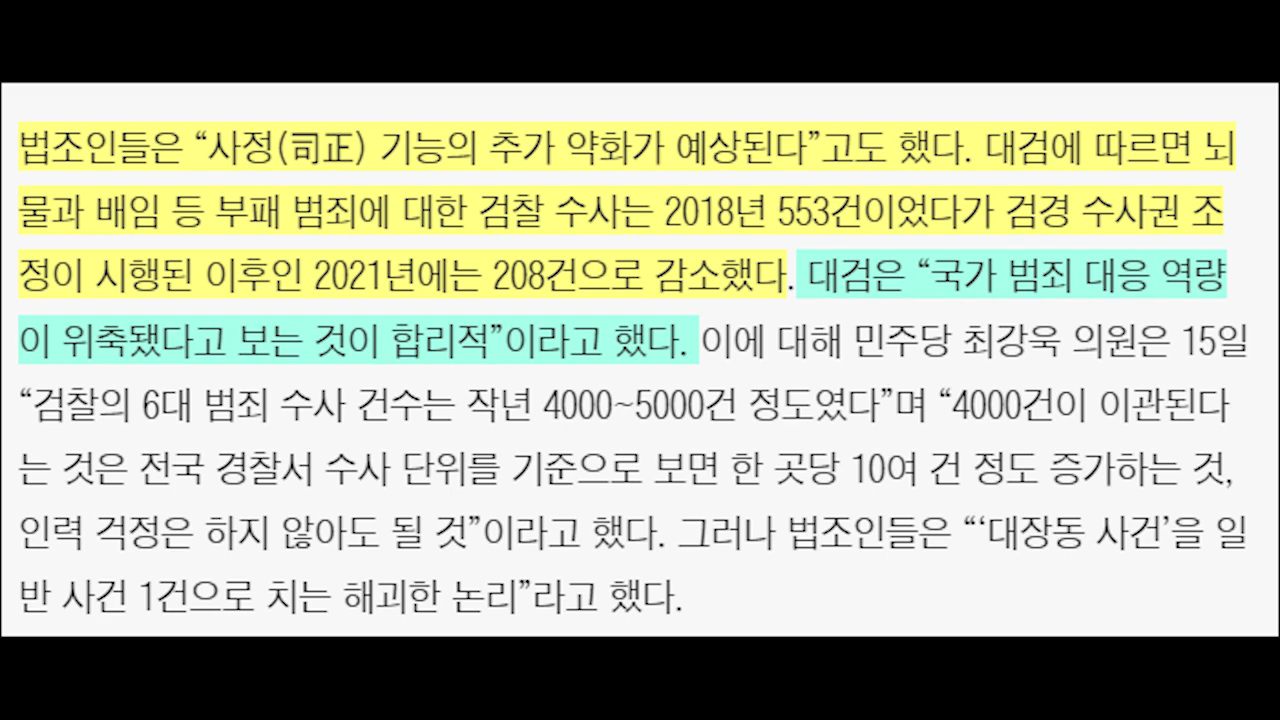 법조인들은 “사정(司正) 기능의 추가 약화가 예상된다”고도 했다. 대검에 따르면 뇌
물과 배임 등 부패 범죄에 대한 검찰 수사는 2018년 553건이었다가 검경 수사권 조
정이 시행된 이후인 2021년에는 208건으로 감소했다. 대검은 “국가 범죄 대응 역량
이 위축됐다고 보는 것이 합리적”이라고 했다. 이에 대해 민주당 최강욱 의원은 15일
“검찰의 6대 범죄 수사 건수는 작년 4000~5000건 정도였다”며 “4000건이 이관된다
는 것은 전국 경찰서 수사 단위를 기준으로 보면 한 곳당 10여 건 정도 증가하는 것,
인력 걱정은 하지 않아도 될 것”이라고 했다. 그러나 법조인들은 “‘대장동 사건’을 일
반 사건 1건으로 치는 해괴한 논리”라고 했다.